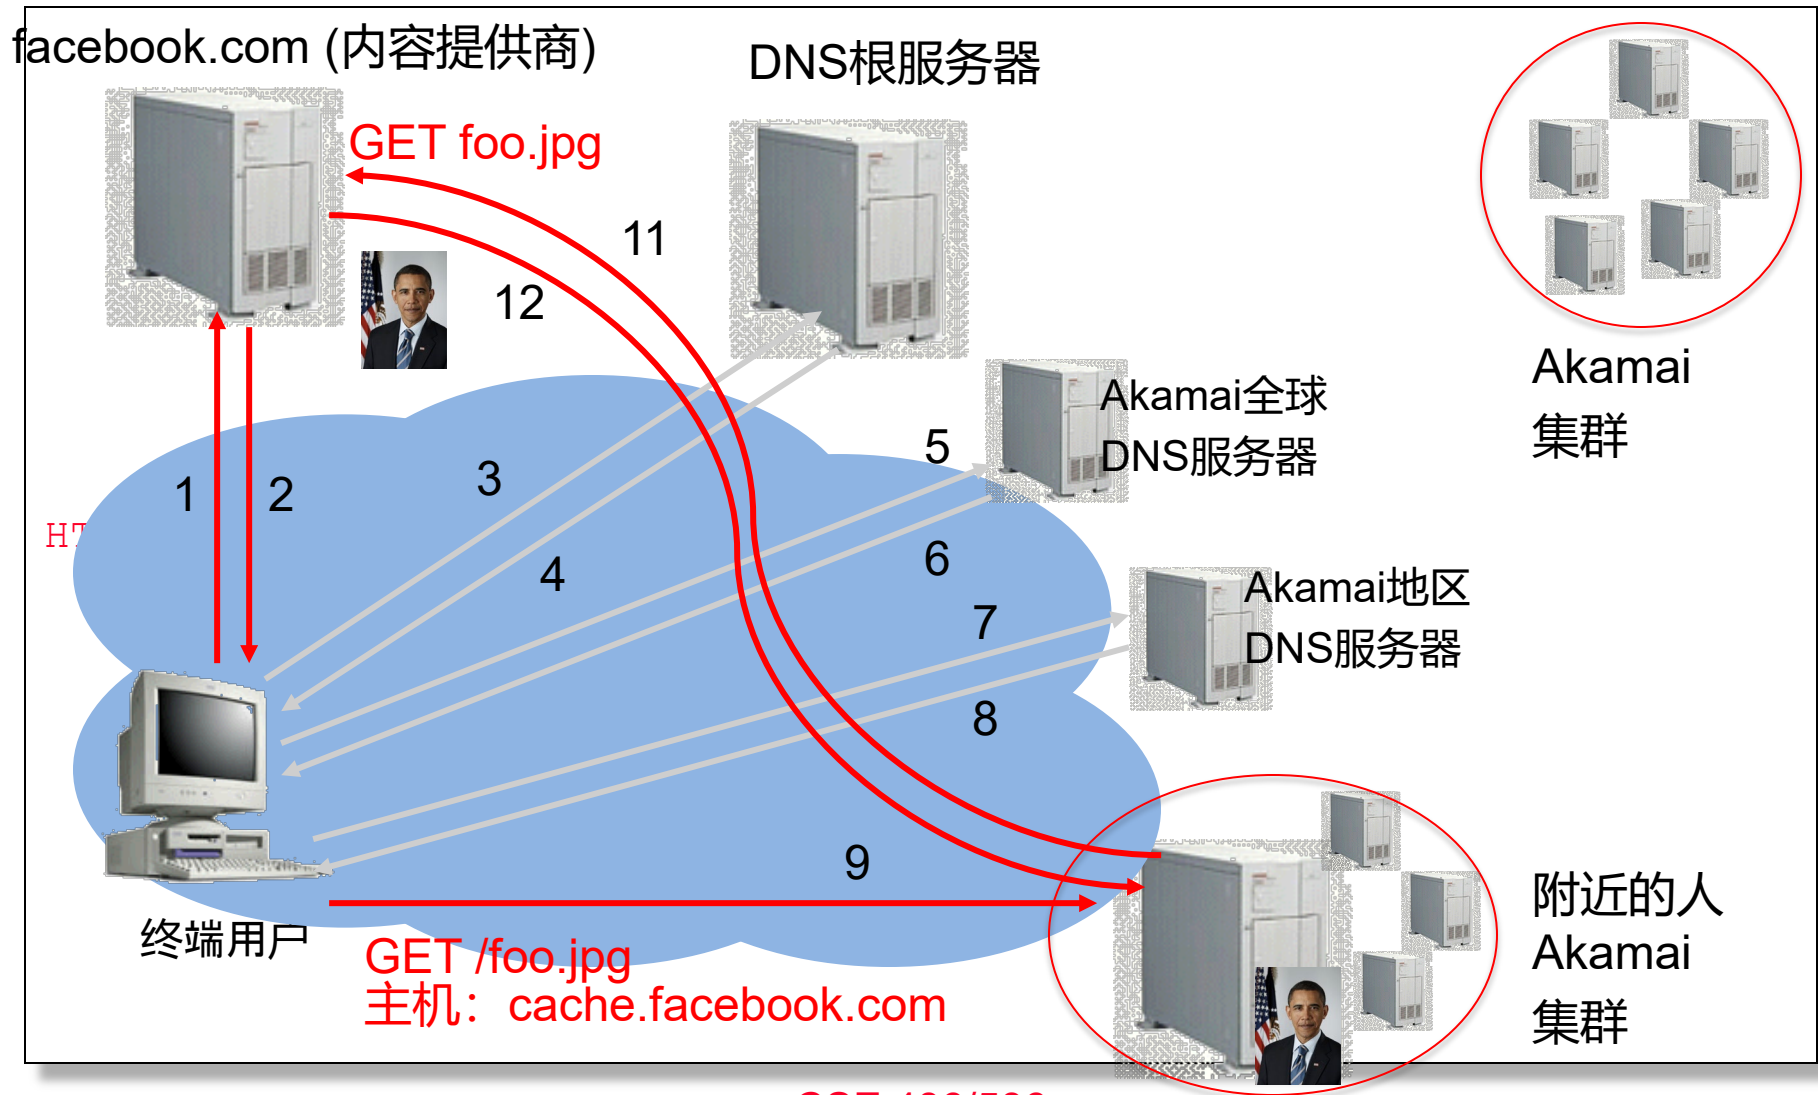 facebook.com (内容提供商)
DNS根服务器
GET foo.jpg
11
12
Akamai
集群
Akamai全球
DNS服务器
5
3
1
2
HT
4
6
Akamai地区
DNS服务器
7
8
9
终端用户
GET /foo.jpg
主机：cache.facebook.com
附近的人
Akamai
集群